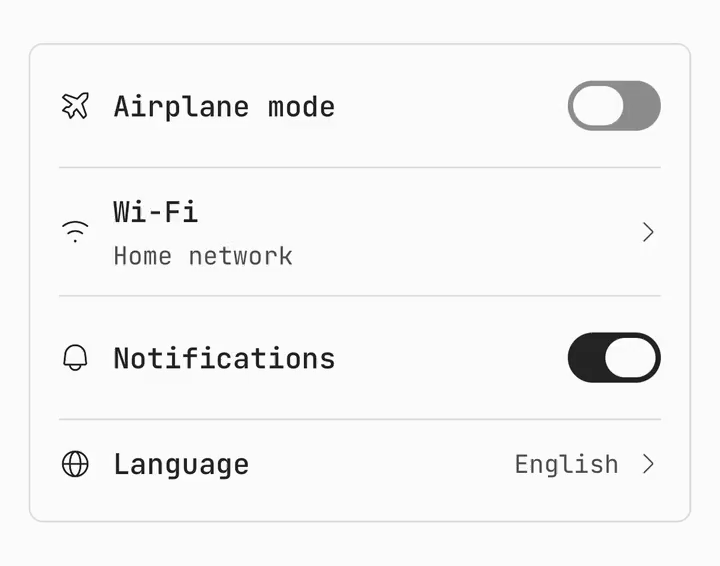 Airplane mode
Wi-Fi
Home network
Notifications
Language English